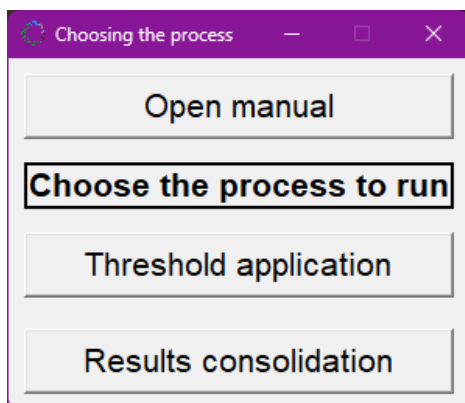 Choosing the process
Open manual
Choose the process to run
Threshold application
Results consolidation